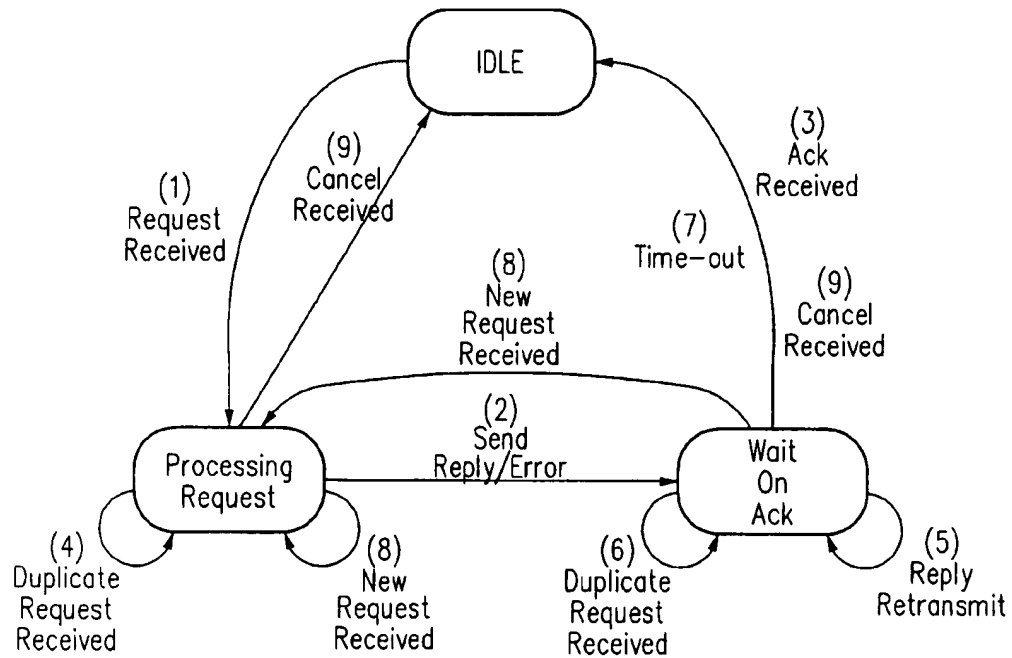 IDLE
(3)
Ack
Received
(9)
Cancel
Received
(1)
Request
Received
(7)
Time-out
(8)
New
Request
Received
(9)
Cancel
Received
(2)
Send
Reply/Error
Processing
Request
Wait
On
Ack
(4)
Duplicate
Request
Received
(8)
New
Request
Received
(6)
Duplicate
Request
Received
(5)
Reply
Retransmit